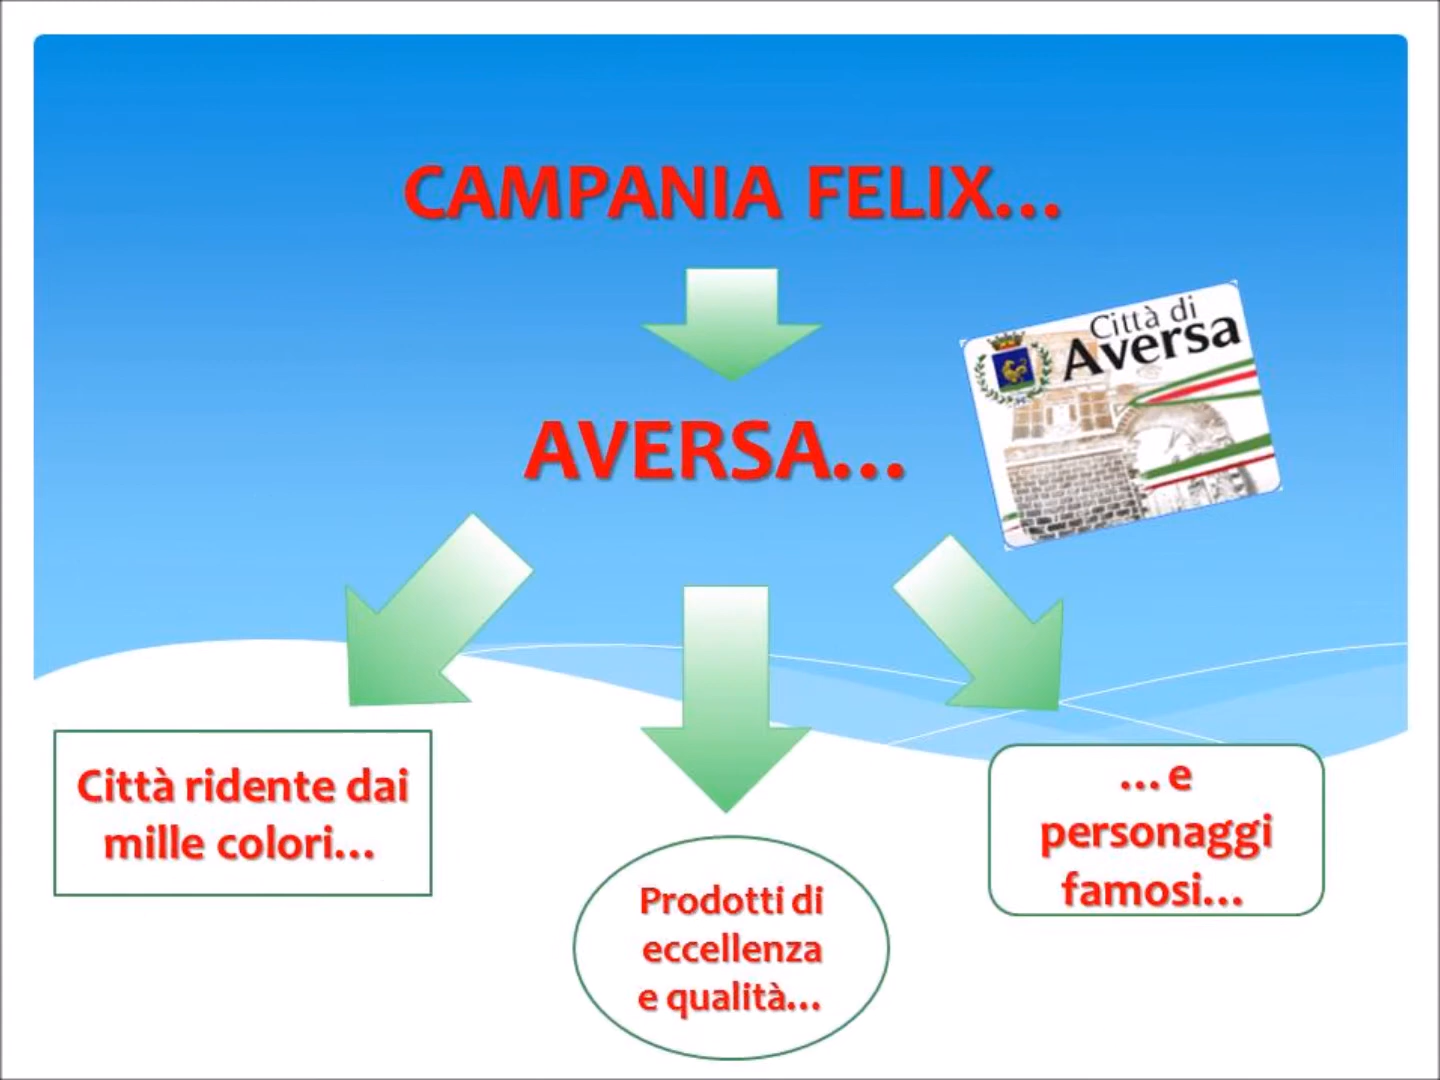 CAMPANIA FELIX...
Città di
Aversa
AVERSA...
Città ridente dai
mille colori...
Prodotti di
eccellenza
e qualità...
...e
personaggi
famosi...